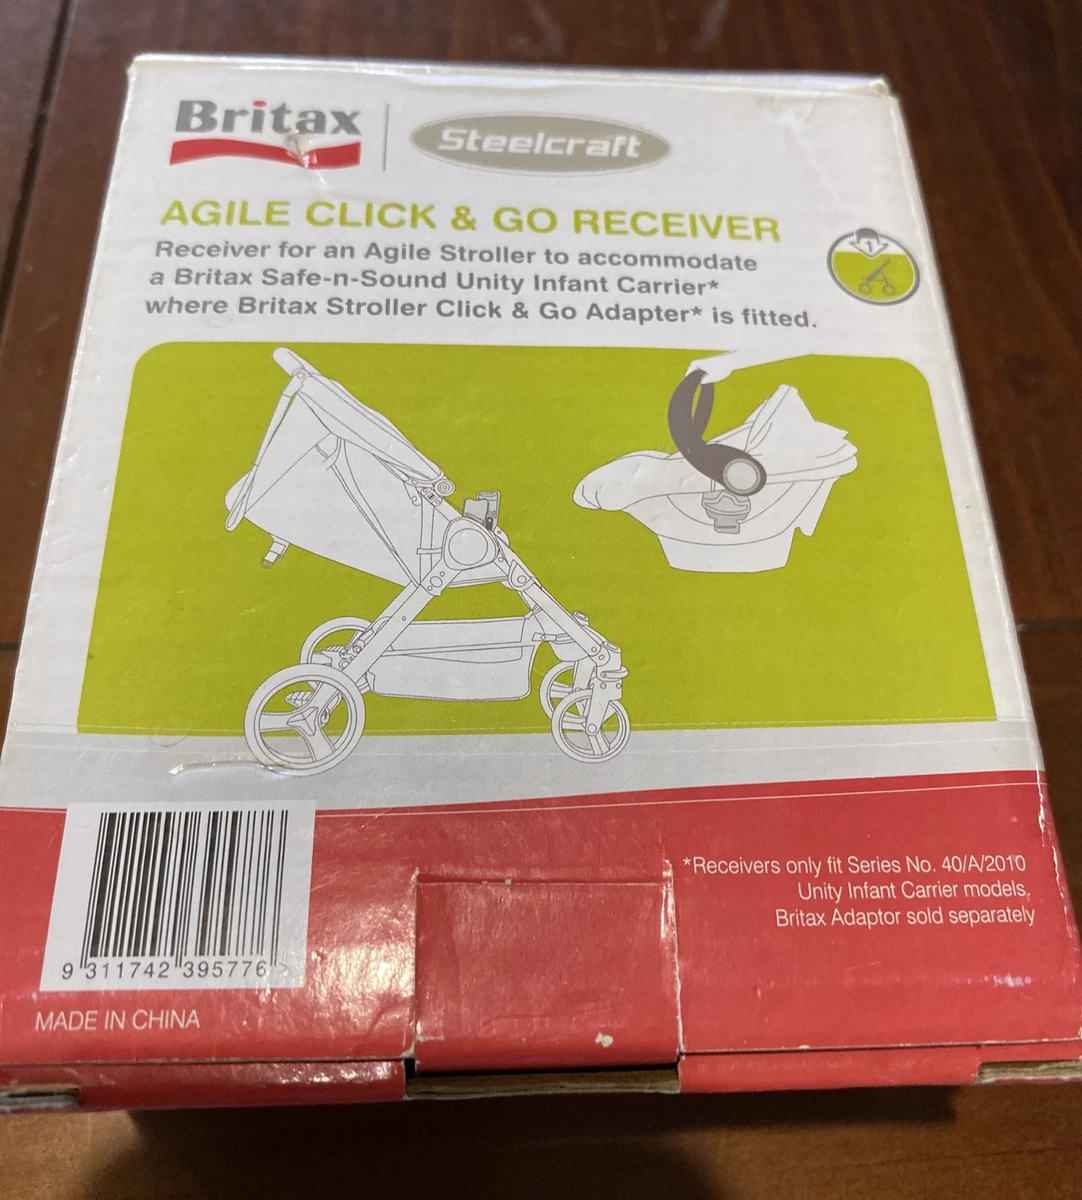 Britax
Steelcraft
AGILE CLICK & GO RECEIVER
Receiver for an Agile Stroller to accommodate
a Britax Safe-n-Sound Unity Infant Carrier*
where Britax Stroller Click & Go Adapter* is fitted.
1
*Receivers only fit Series No. 40/A/2010
Unity Infant Carrier models.
Britax Adaptor sold separately
9 311742 395776 >
MADE IN CHINA